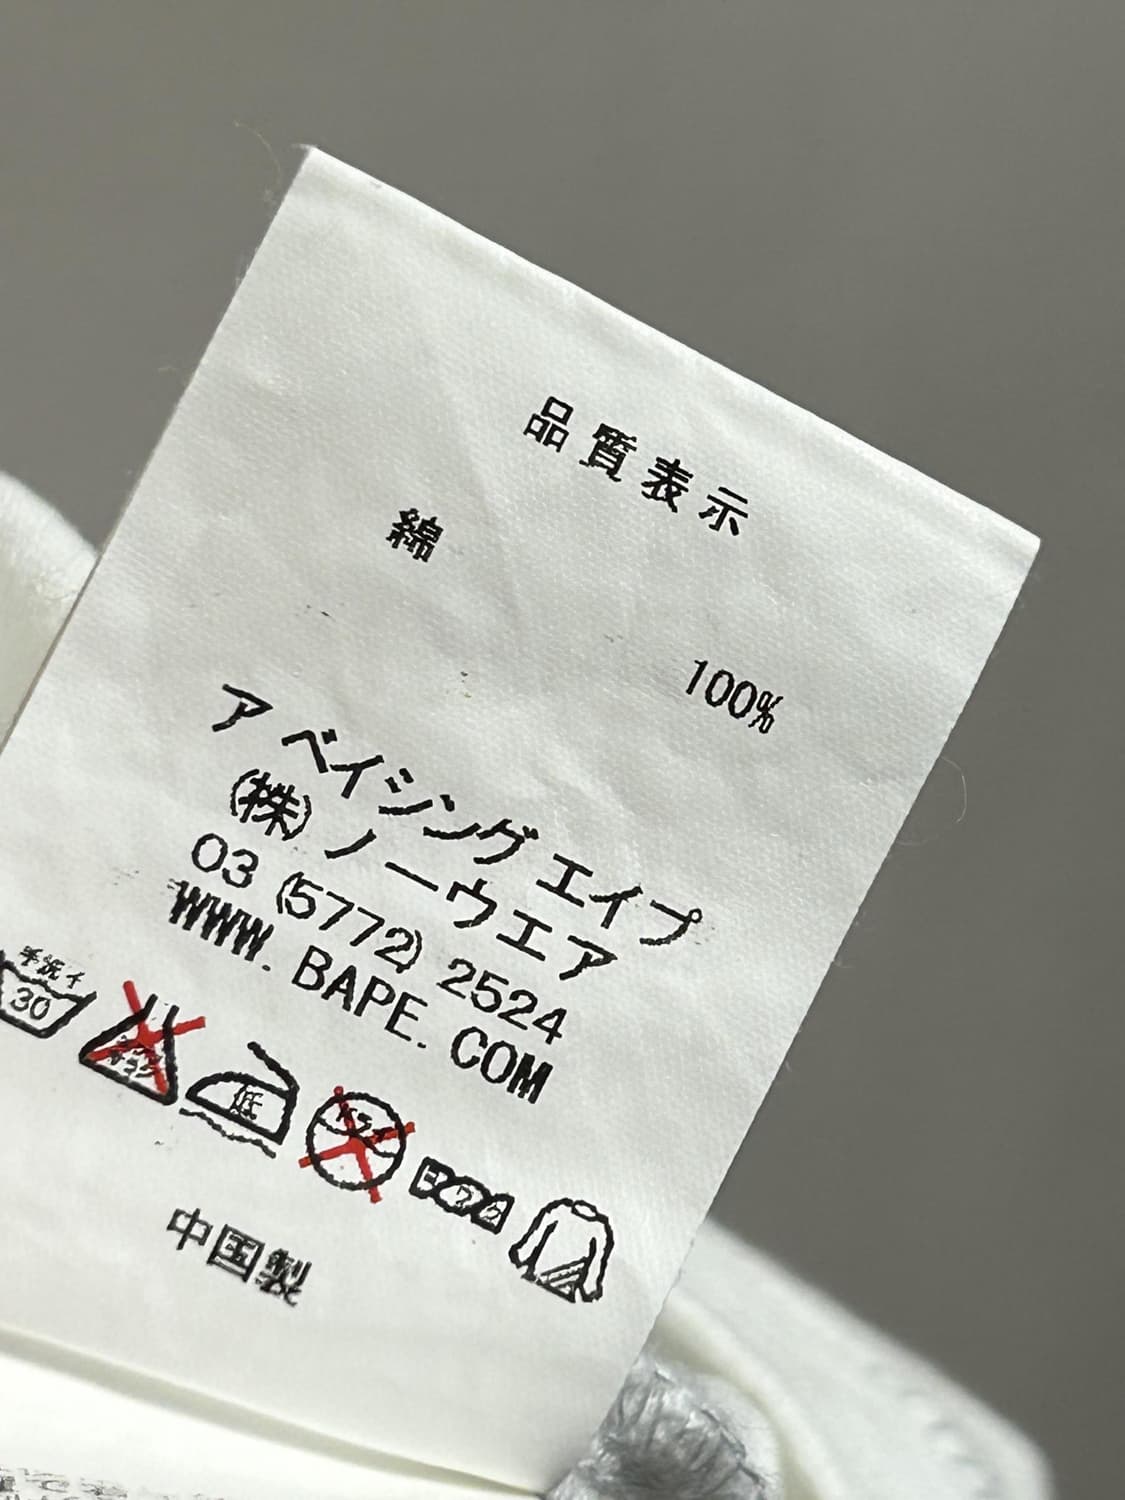 品質表示
綿
100%
ア ベイシング エイプ
(株) ノーウエア
03 (5772) 2524
WWW. BAPE. COM
手洗イ
30
低
中国製